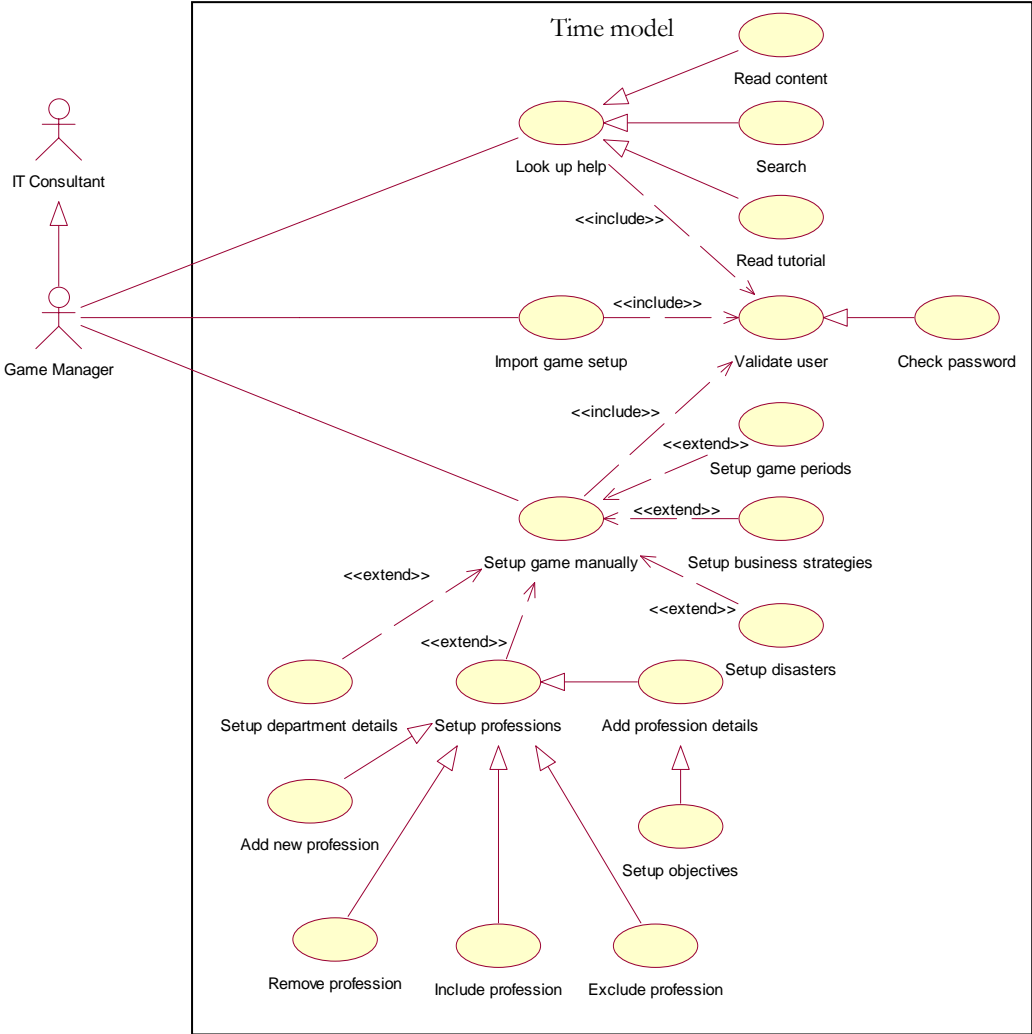 Time model
Read content
IT Consultant
Look up help
Search
<<include>>
Read tutorial
<<include>>
Game Manager
Import game setup
Validate user
Check password
<<include>>
<<extend>>
Setup game periods
<<extend>>
Setup game manually
Setup business strategies
<<extend>>
<<extend>>
<<extend>>
Setup disasters
Setup department details
Setup professions
Add profession details
Add new profession
Setup objectives
Remove profession
Include profession
Exclude profession